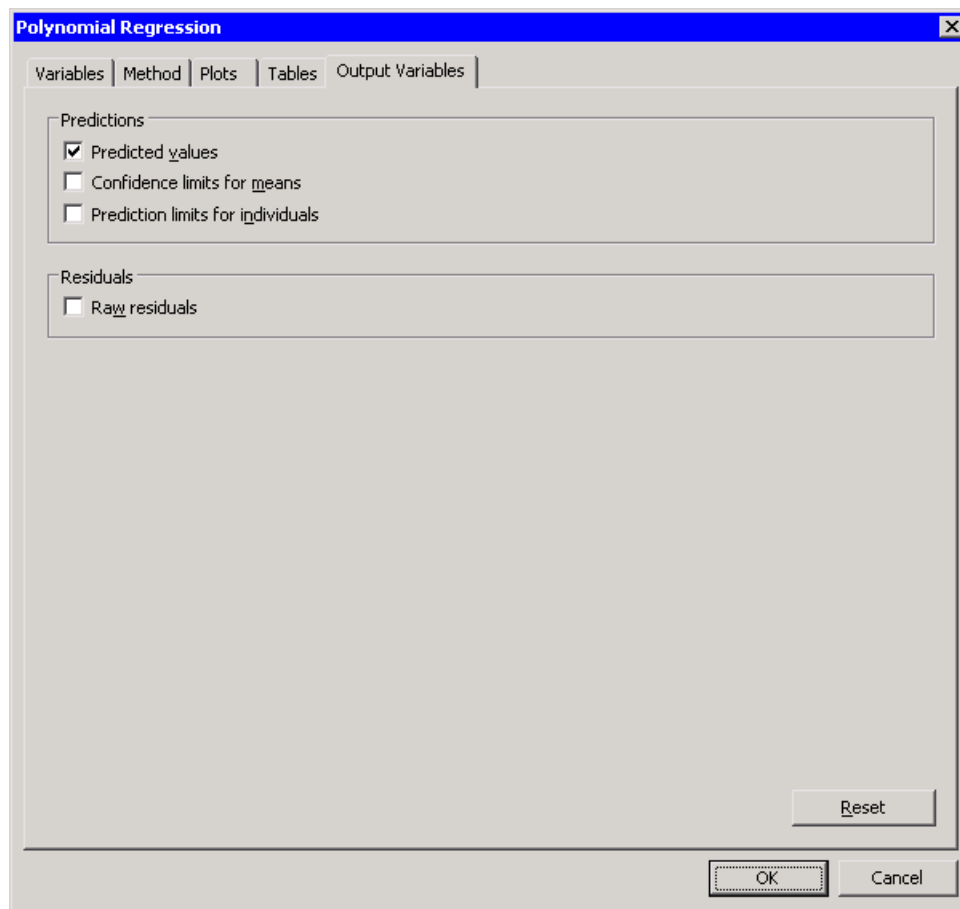 Polynomial Regression
Variables Method Plots Tables Output Variables
Predictions
Predicted values
Confidence limits for means
Prediction limits for individuals
Residuals
Raw residuals
Reset
OK Cancel